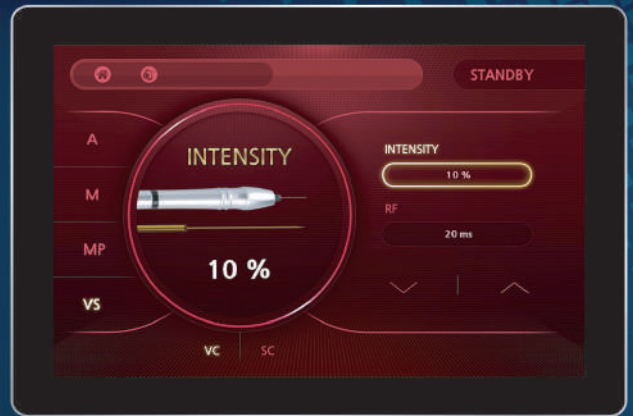 STANDBY
A
M
MP
VS
INTENSITY
10 %
VC
SC
INTENSITY
10 %
RF
20 ms